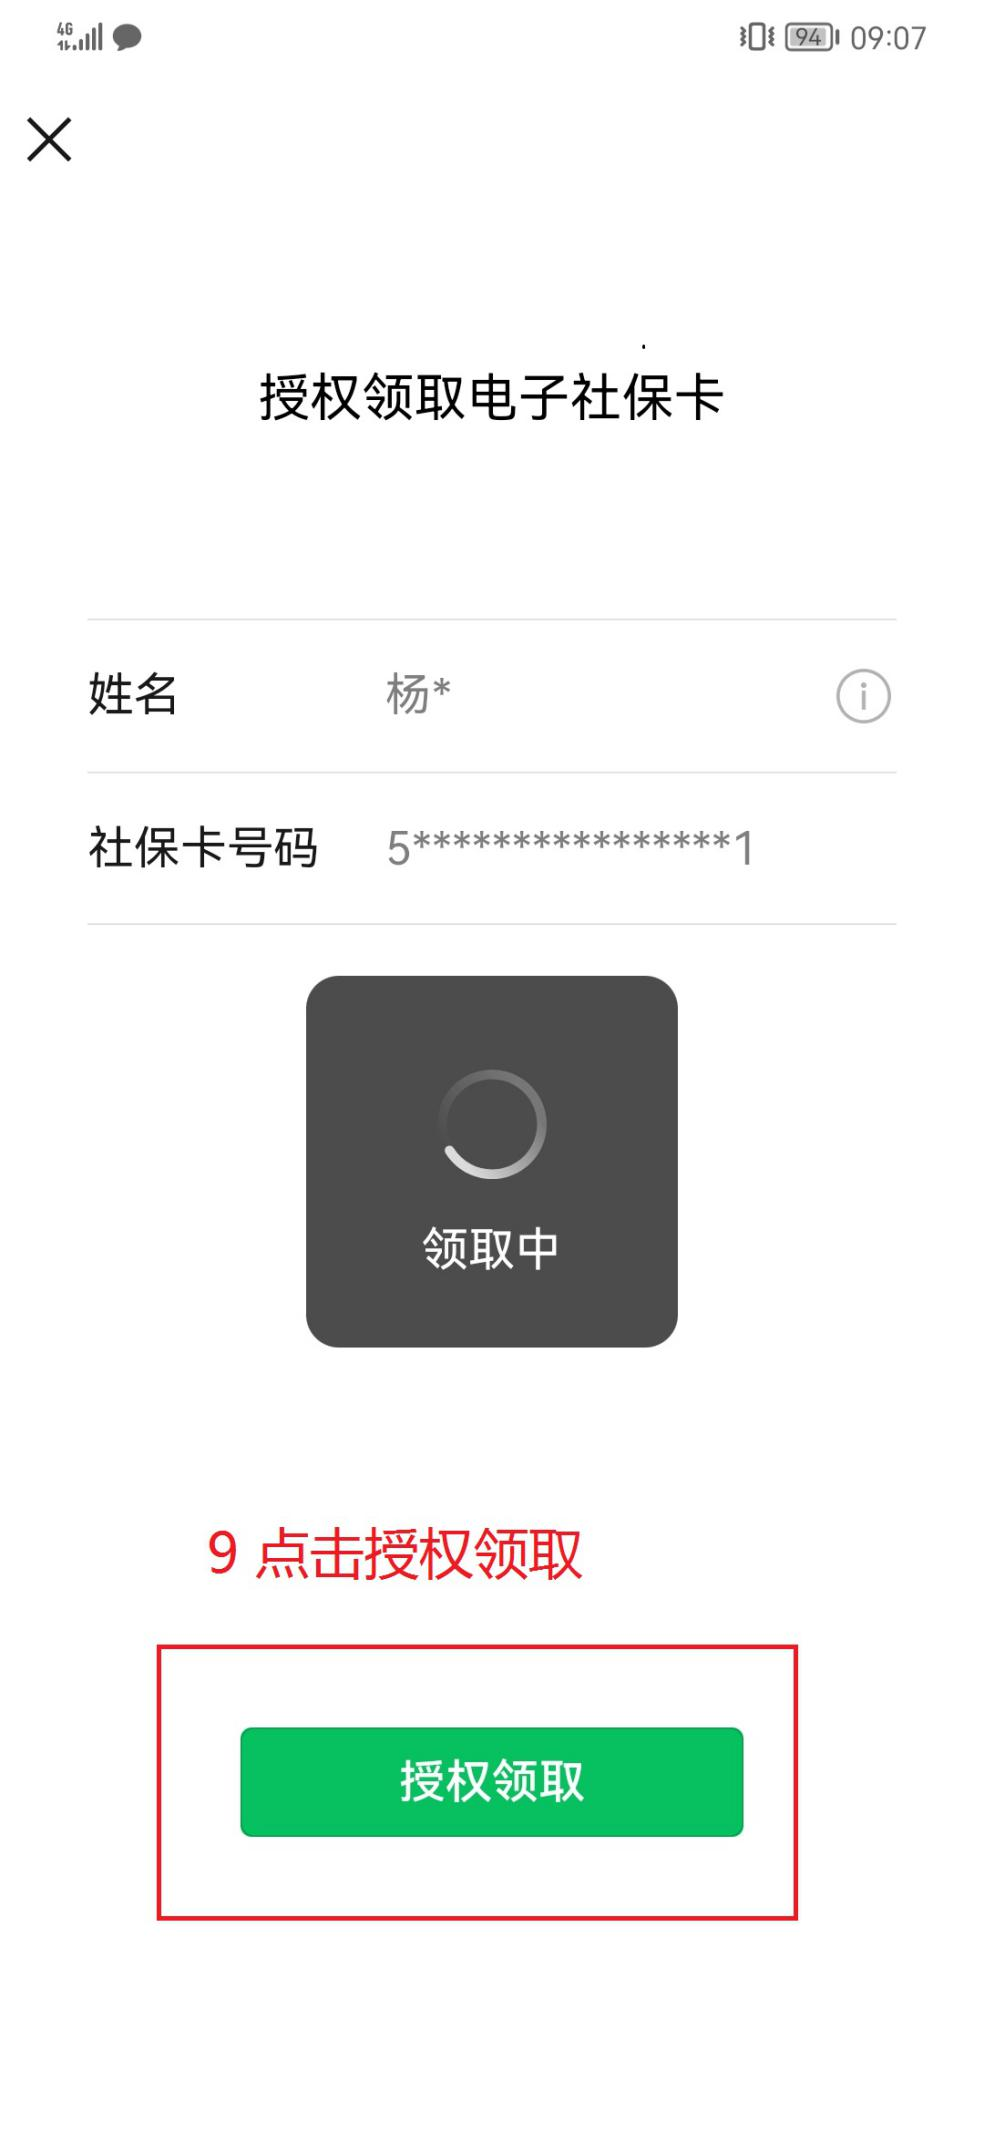 4G
94
09:07
授权领取电子社保卡
姓名 杨*
社保卡号码 5****************1
领取中
9 点击授权领取
授权领取